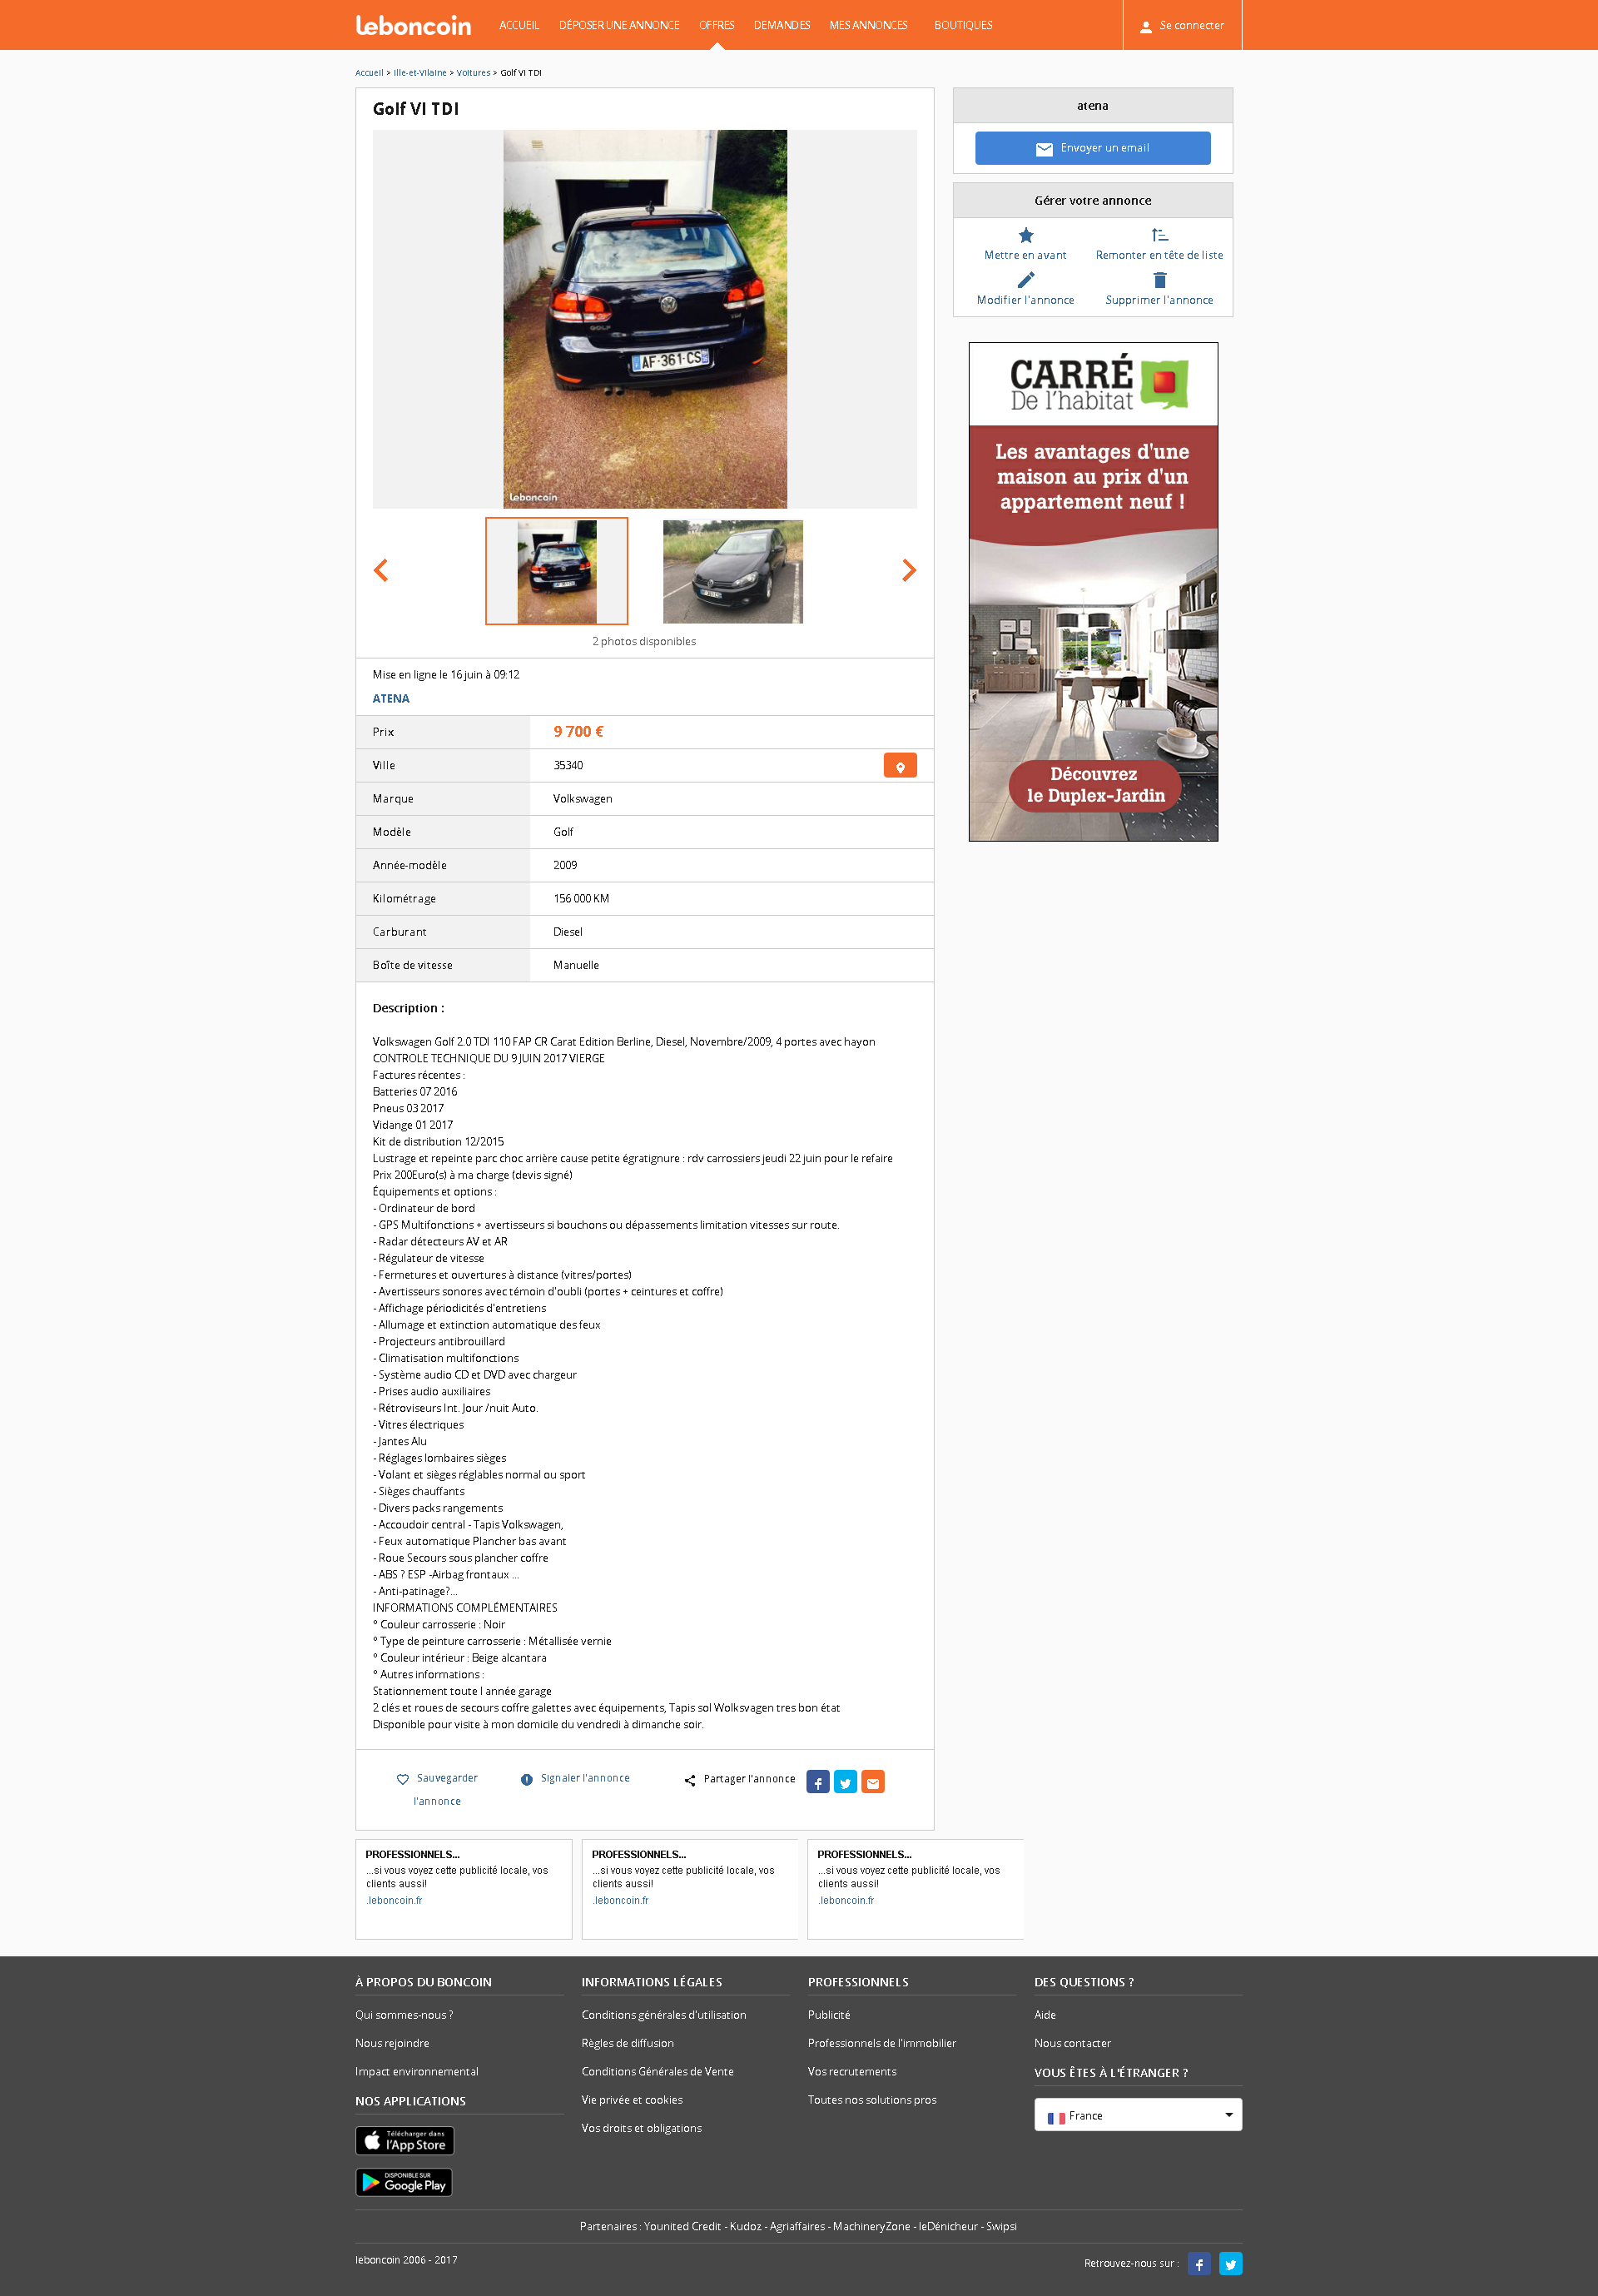 leboncoin
ACCUEIL DÉPOSER UNE ANNONCE OFFRES DEMANDES MES ANNONCES BOUTIQUES Se connecter
Accueil > Ille-et-Vilaine > Voitures > Golf VI TDI
Golf VI TDI
GOLF
TDI
AF-361-CS
leboncoin
2 photos disponibles
Mise en ligne le 16 juin à 09:12
ATENA
Prix 9 700 €
Ville 35340
Marque Volkswagen
Modèle Golf
Année-modèle 2009
Kilométrage 156 000 KM
Carburant Diesel
Boîte de vitesse Manuelle
Description :
Volkswagen Golf 2.0 TDI 110 FAP CR Carat Edition Berline, Diesel, Novembre/2009, 4 portes avec hayon
CONTROLE TECHNIQUE DU 9 JUIN 2017 VIERGE
Factures récentes :
Batteries 07 2016
Pneus 03 2017
Vidange 01 2017
Kit de distribution 12/2015
Lustrage et repeinte parc choc arrière cause petite égratignure : rdv carrossiers jeudi 22 juin pour le refaire
Prix 200Euro(s) à ma charge (devis signé)
Équipements et options :
- Ordinateur de bord
- GPS Multifonctions + avertisseurs si bouchons ou dépassements limitation vitesses sur route.
- Radar détecteurs AV et AR
- Régulateur de vitesse
- Fermetures et ouvertures à distance (vitres/portes)
- Avertisseurs sonores avec témoin d'oubli (portes + ceintures et coffre)
- Affichage périodicités d'entretiens
- Allumage et extinction automatique des feux
- Projecteurs antibrouillard
- Climatisation multifonctions
- Système audio CD et DVD avec chargeur
- Prises audio auxiliaires
- Rétroviseurs Int. Jour /nuit Auto.
- Vitres électriques
- Jantes Alu
- Réglages lombaires sièges
- Volant et sièges réglables normal ou sport
- Sièges chauffants
- Divers packs rangements
- Accoudoir central - Tapis Volkswagen,
- Feux automatique Plancher bas avant
- Roue Secours sous plancher coffre
- ABS ? ESP -Airbag frontaux ...
- Anti-patinage?...
INFORMATIONS COMPLÉMENTAIRES
° Couleur carrosserie : Noir
° Type de peinture carrosserie : Métallisée vernie
° Couleur intérieur : Beige alcantara
° Autres informations :
Stationnement toute l année garage
2 clés et roues de secours coffre galettes avec équipements, Tapis sol Wolksvagen tres bon état
Disponible pour visite à mon domicile du vendredi à dimanche soir.
Sauvegarder
l'annonce
Signaler l'annonce
Partager l'annonce
atena
Envoyer un email
Gérer votre annonce
Mettre en avant Remonter en tête de liste
Modifier l'annonce Supprimer l'annonce
CARRÉ
De l'habitat
Les avantages d'une
maison au prix d'un
appartement neuf !
Découvrez
le Duplex-Jardin
PROFESSIONNELS...
...si vous voyez cette publicité locale, vos
clients aussi!
.leboncoin.fr
PROFESSIONNELS...
...si vous voyez cette publicité locale, vos
clients aussi!
.leboncoin.fr
PROFESSIONNELS...
...si vous voyez cette publicité locale, vos
clients aussi!
.leboncoin.fr
À PROPOS DU BONCOIN
Qui sommes-nous ?
Nous rejoindre
Impact environnemental
NOS APPLICATIONS
Télécharger dans
l'App Store
DISPONIBLE SUR
Google Play
INFORMATIONS LÉGALES
Conditions générales d'utilisation
Règles de diffusion
Conditions Générales de Vente
Vie privée et cookies
Vos droits et obligations
PROFESSIONNELS
Publicité
Professionnels de l'immobilier
Vos recrutements
Toutes nos solutions pros
DES QUESTIONS ?
Aide
Nous contacter
VOUS ÊTES À L'ÉTRANGER ?
France
Partenaires : Younited Credit - Kudoz - Agriaffaires - MachineryZone - leDénicheur - Swipsi
leboncoin 2006 - 2017
Retrouvez-nous sur :